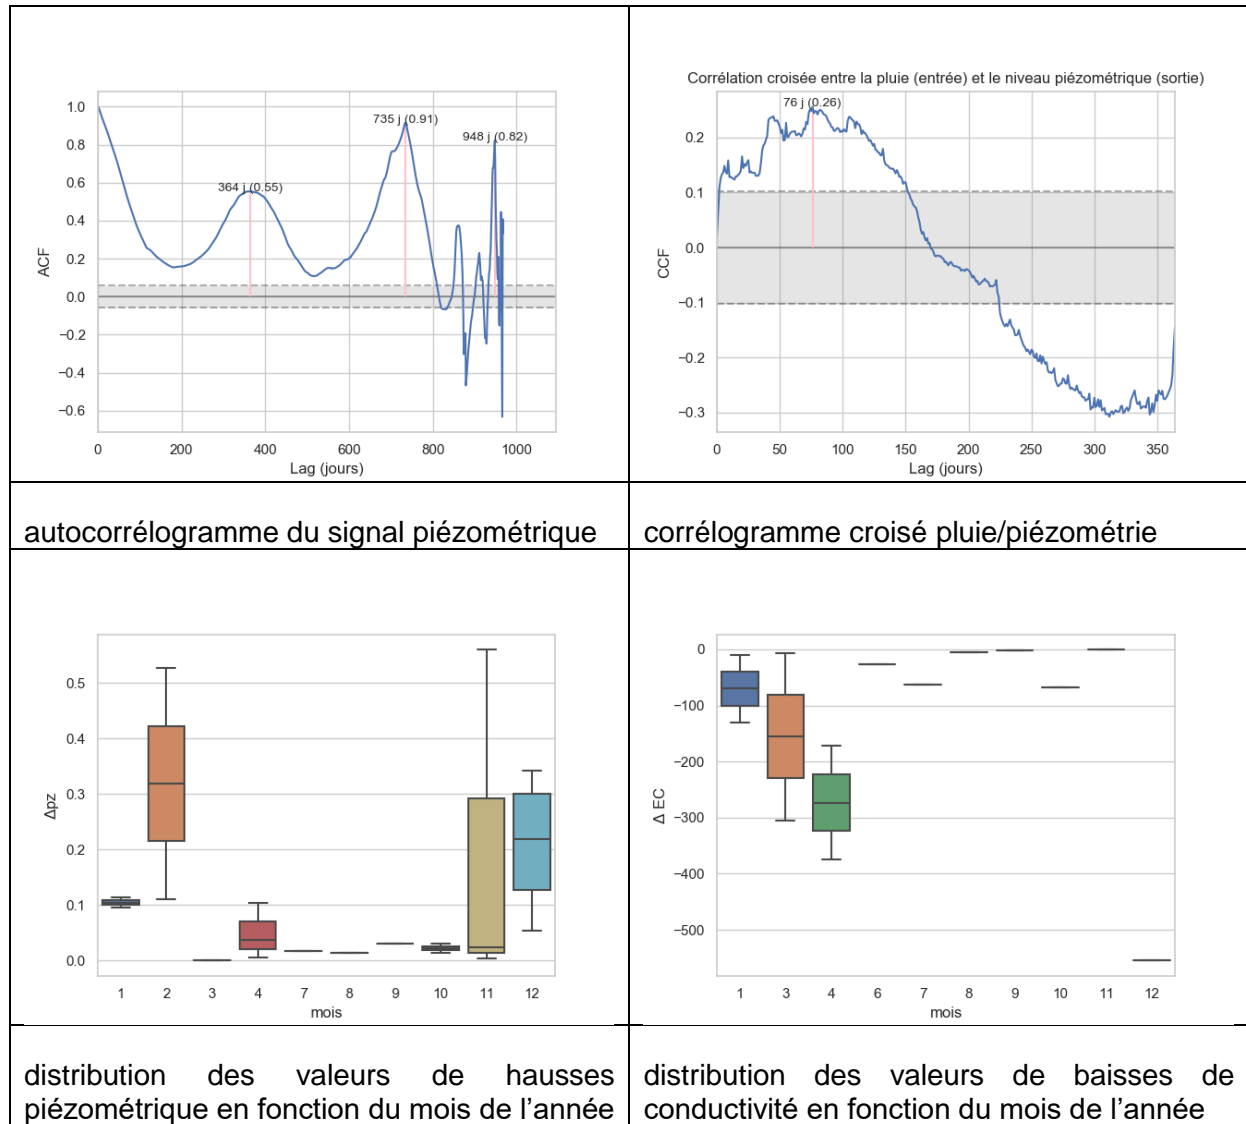 1.0
0.8
0.6
0.4
0.2
0.0
−0.2
−0.4
−0.6
ACF
364 j (0.55)
735 j (0.91)
948 j (0.82)
0 200 400 600 800 1000
Lag (jours)
Corrélation croisée entre la pluie (entrée) et le niveau piézométrique (sortie)
76 j (0.26)
0.2
0.1
0.0
−0.1
−0.2
−0.3
CCF
0 50 100 150 200 250 300 350
Lag (jours)
autocorrélogramme du signal piézométrique
corrélogramme croisé pluie/piézométrie
0.5
0.4
0.3
0.2
0.1
0.0
Δpz
1 2 3 4 7 8 9 10 11 12
mois
0
−100
−200
−300
−400
−500
Δ EC
1 3 4 6 7 8 9 10 11 12
mois
distribution des valeurs de hausses
piézométrique en fonction du mois de l’année
distribution des valeurs de baisses de
conductivité en fonction du mois de l’année